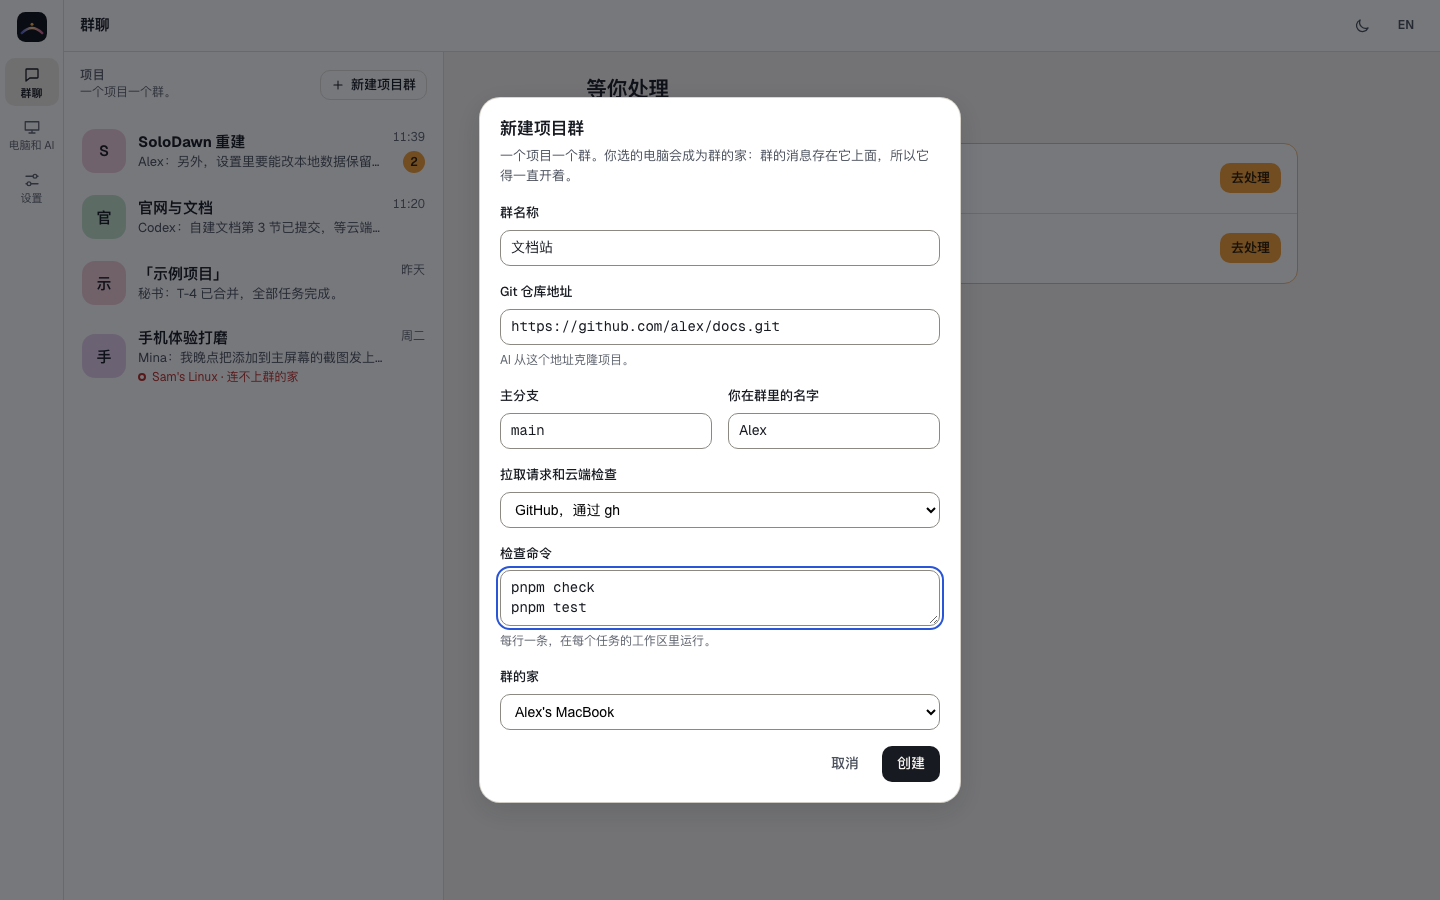 群聊
EN
群聊
电脑和 AI
设置
项目
一个项目一个群。
新建项目群
S
SoloDawn 重建
11:39
Alex：另外，设置里要能改本地数据保留...
2
官
官网与文档
11:20
Codex：自建文档第 3 节已提交，等云端...
示
「示例项目」
昨天
秘书：T-4 已合并，全部任务完成。
手
手机体验打磨
周二
Mina：我晚点把添加到主屏幕的截图发上...
Sam's Linux · 连不上群的家
等你处理
去处理
去处理
新建项目群
一个项目一个群。你选的电脑会成为群的家：群的消息存在它上面，所以它
得一直开着。
群名称
文档站
Git 仓库地址
https://github.com/alex/docs.git
AI 从这个地址克隆项目。
主分支
你在群里的名字
main
Alex
拉取请求和云端检查
GitHub，通过 gh
检查命令
pnpm check
pnpm test
每行一条，在每个任务的工作区里运行。
群的家
Alex's MacBook
取消
创建